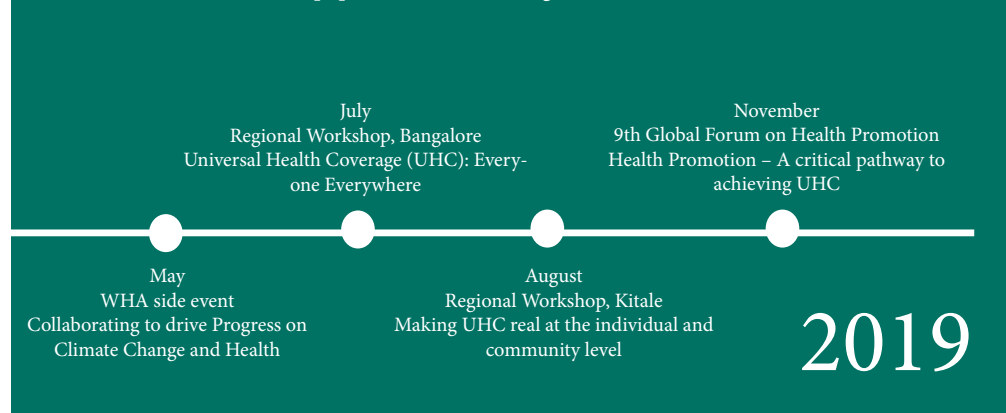 July
Regional Workshop, Bangalore
Universal Health Coverage (UHC): Every-
one Everywhere
November
9th Global Forum on Health Promotion
Health Promotion – A critical pathway to
achieving UHC
May
WHA side event
Collaborating to drive Progress on
Climate Change and Health
August
Regional Workshop, Kitale
Making UHC real at the individual and
community level
2019